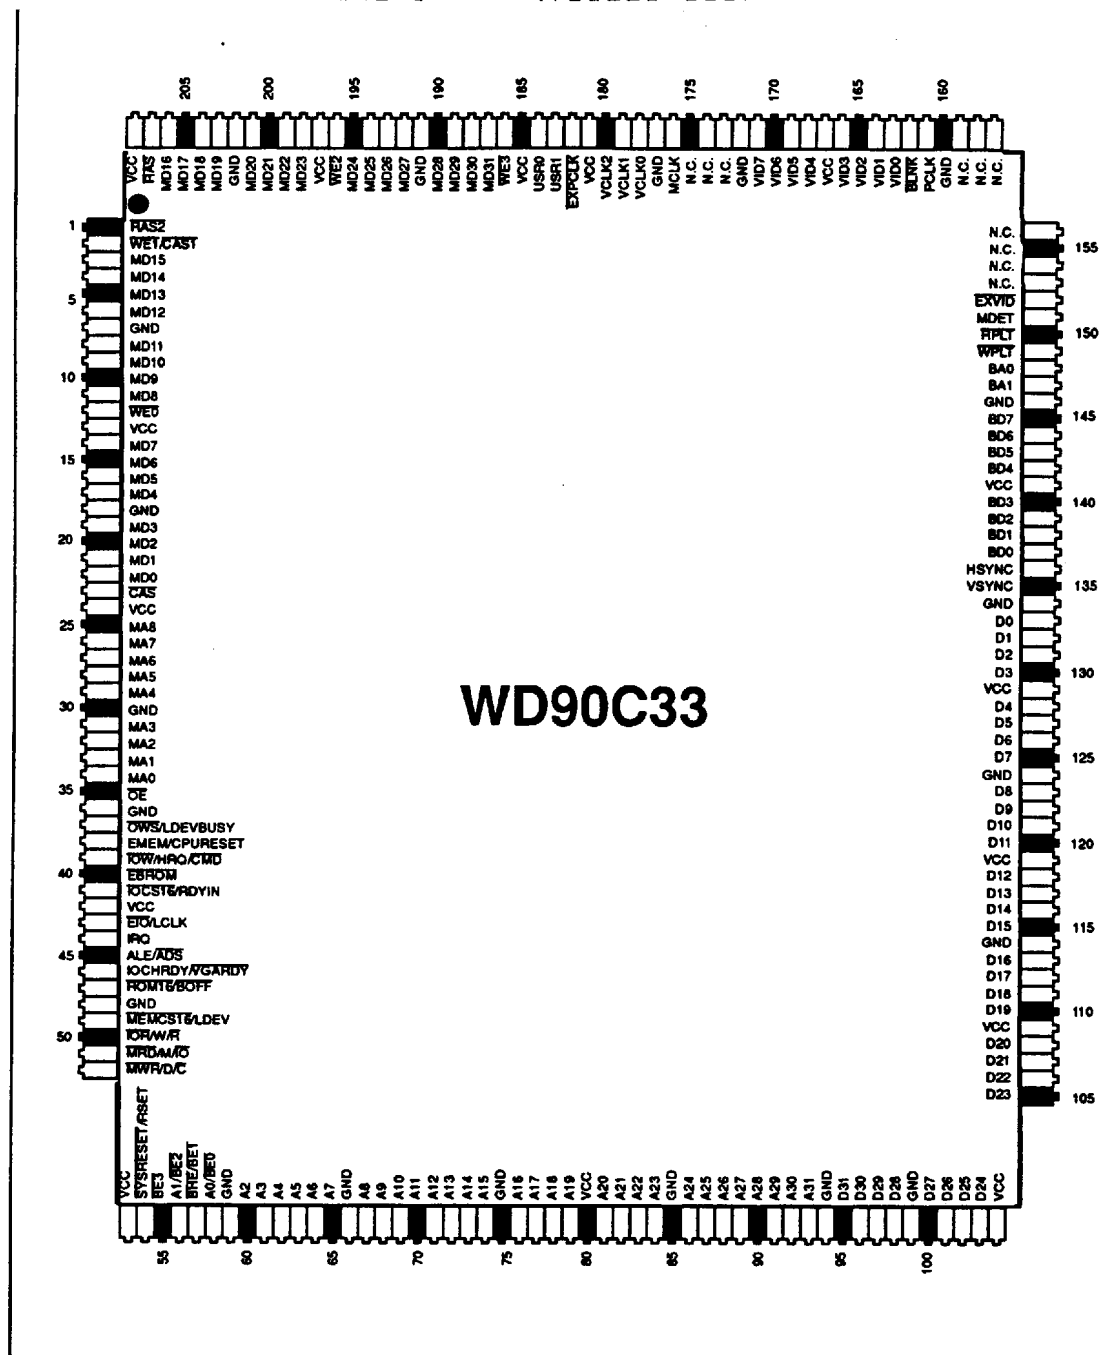 205 200 195 190 185 180 175 170 165 160
VCC RAS MD16 MD17 MD18 MD19 GND MD20 MD21 MD22 MD23 VCC WE2 MD24 MD25 MD26 MD27 GND MD28 MD29 MD30 MD31 WE3 VCC USR0 USR1 EXPCLK VCC VCLK2 VCLK1 VCLK0 GND MCLK N.C. N.C. N.C. GND VID7 VID6 VID5 VID4 VCC VID3 VID2 VID1 VID0 BLNK PCLK GND N.C. N.C. N.C.
1 RAS2
WE1/CAS1
MD15
MD14
5 MD13
MD12
GND
MD11
MD10
10 MD9
MD8
WE0
VCC
MD7
15 MD6
MD5
MD4
GND
MD3
20 MD2
MD1
MD0
CAS
VCC
25 MA8
MA7
MA6
MA5
MA4
30 GND
MA3
MA2
MA1
MA0
35 OE
GND
OWS/LDEVBUSY
EMEM/CPURESET
IOW/HRQ/CMD
40 EBROM
IOCS16/RDYIN
VCC
EIO/LCLK
IRQ
45 ALE/ADS
IOCHRDY/VGARDY
ROM16/BOFF
GND
MEMCS16/LDEV
50 IOR/W/R
MRD/M/IO
MWR/D/C
WD90C33
N.C.
N.C. 155
N.C.
N.C.
EXVID
MDET
RPLT 150
WPLT
BA0
BA1
GND
BD7 145
BD6
BD5
BD4
VCC
BD3 140
BD2
BD1
BD0
HSYNC
VSYNC 135
GND
D0
D1
D2
D3 130
VCC
D4
D5
D6
D7 125
GND
D8
D9
D10
D11 120
VCC
D12
D13
D14
D15 115
GND
D16
D17
D18
D19 110
VCC
D20
D21
D22
D23 105
VCC SYSRESET/RSET BE3 A1/BE2 BRE/BE1 A0/BE0 GND A2 A3 A4 A5 A6 A7 GND A8 A9 A10 A11 A12 A13 A14 A15 GND A16 A17 A18 A19 VCC A20 A21 A22 A23 GND A24 A25 A26 A27 A28 A29 A30 A31 GND D31 D30 D29 D28 GND D27 D26 D25 D24 VCC
55 60 65 70 75 80 85 90 95 100